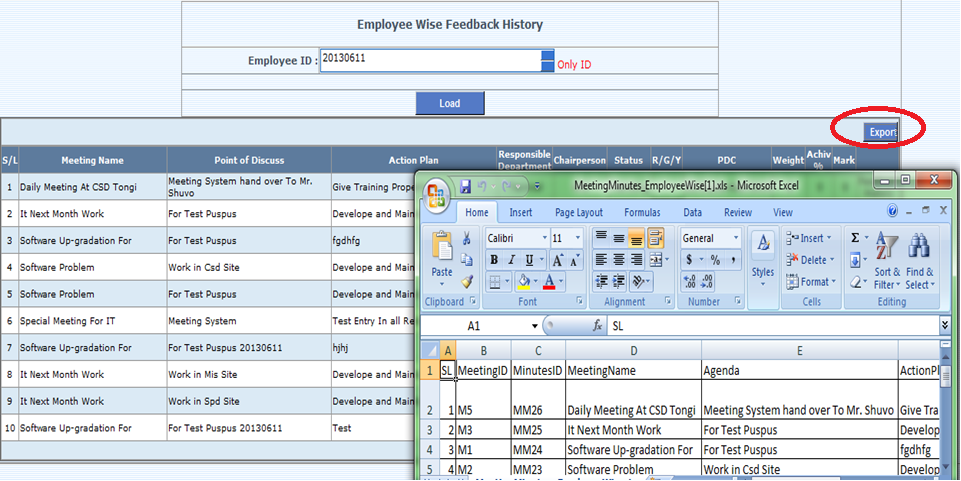 Employee Wise Feedback History
Employee ID : 20130611 Only ID
Load
Export
S/L Meeting Name Point of Discuss Action Plan Responsible Department Chairperson Status R/G/Y PDC Weight Achiv % Mark
1 Daily Meeting At CSD Tongi Meeting System hand over To Mr. Shuvo Give Training Prope
2 It Next Month Work For Test Puspus Develope and Main
3 Software Up-gradation For For Test Puspus fgdhfg
4 Software Problem Work in Csd Site Develope and Main
5 Software Problem For Test Puspus Develope and Main
6 Special Meeting For IT Meeting System Test Entry In all Re
7 Software Up-gradation For For Test Puspus 20130611 hjhj
8 It Next Month Work Work in Mis Site Develope and Main
9 It Next Month Work Work in Spd Site Develope and Main
10 Software Up-gradation For For Test Puspus 20130611 Test
MeetingMinutes_EmployeeWise[1].xls - Microsoft Excel
Home Insert Page Layout Formulas Data Agenda View
Paste
Calibri 11
B I U A A
General
$ % ,
Styles
Insert
Delete
Format
Sort & Filter Find & Select
Clipboard Font Alignment Number Cells Editing
A1 fx SL
A B C D E
1 SL MeetingID MinutesID MeetingName Agenda ActionPl
2 1 M5 MM26 Daily Meeting At CSD Tongi Meeting System hand over To Mr. Shuvo Give Tra
3 2 M3 MM25 It Next Month Work For Test Puspus Develop
4 3 M1 MM24 Software Up-gradation For For Test Puspus fgdhfg
5 4 M2 MM23 Software Problem Work in Csd Site Develop